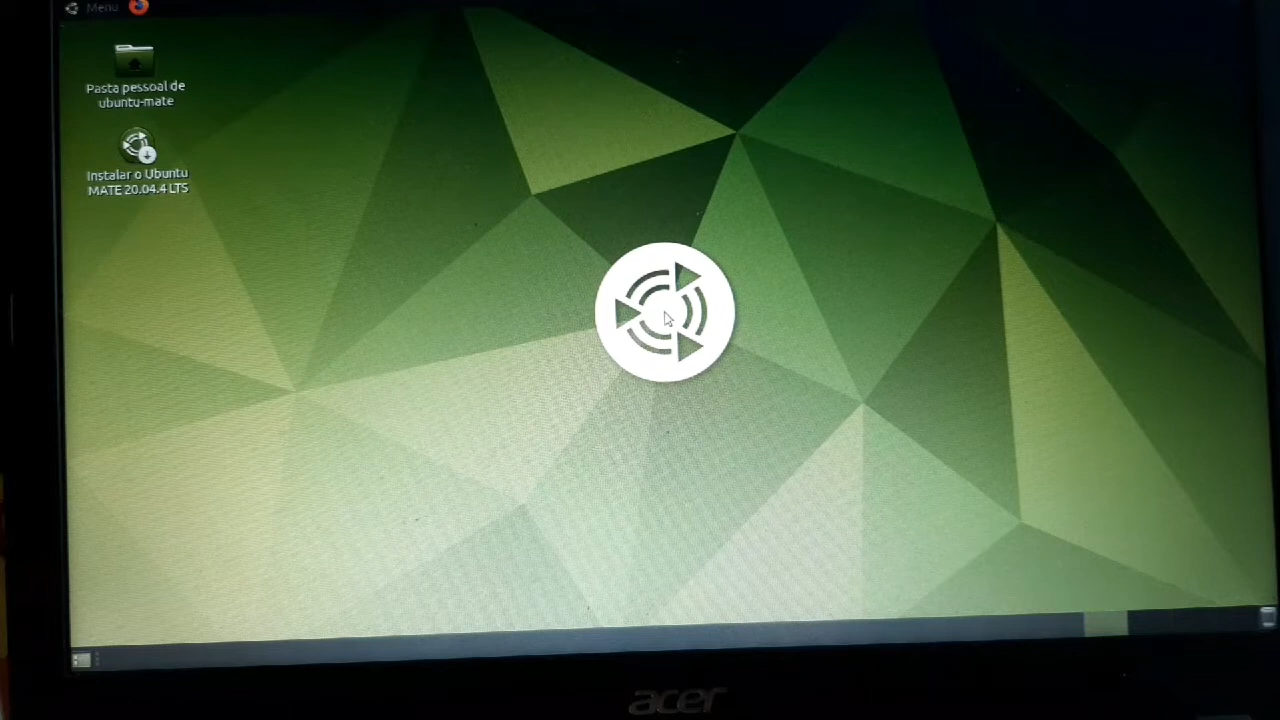 Menu
Pasta pessoal de
ubuntu-mate
Instalar o Ubuntu
MATE 20.04.4 LTS
acer